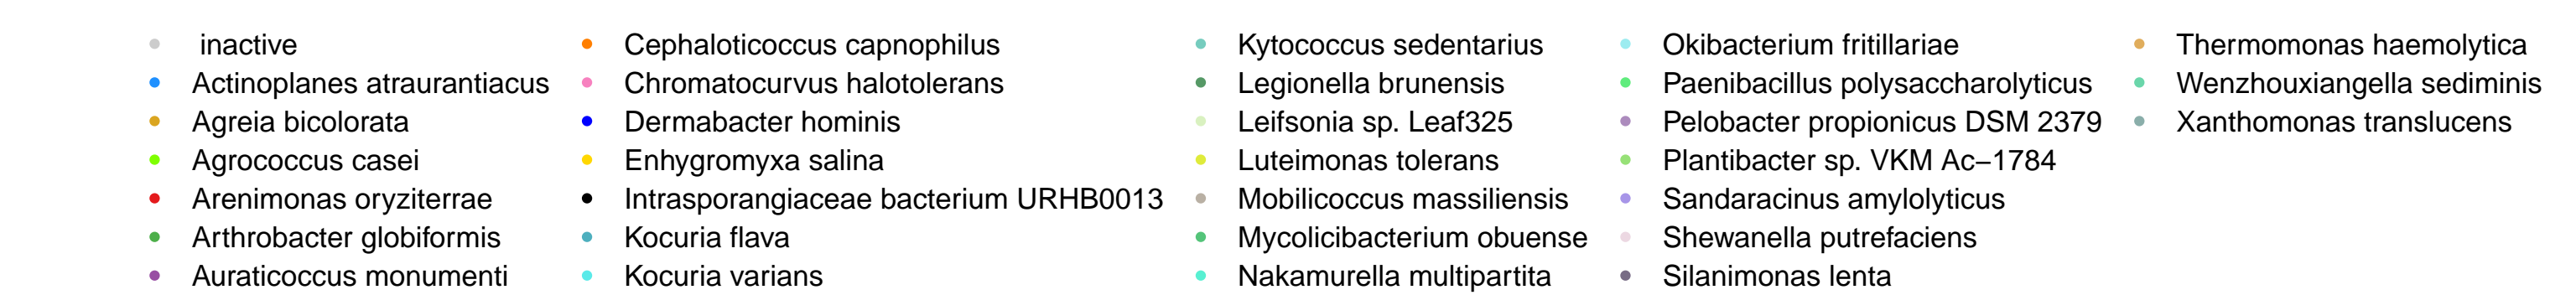 inactive
Actinoplanes atraurantiacus
Agreia bicolorata
Agrococcus casei
Arenimonas oryziterrae
Arthrobacter globiformis
Auraticoccus monumenti
Cephaloticoccus capnophilus
Chromatocurvus halotolerans
Dermabacter hominis
Enhygromyxa salina
Intrasporangiaceae bacterium URHB0013
Kocuria flava
Kocuria varians
Kytococcus sedentarius
Legionella brunensis
Leifsonia sp. Leaf325
Luteimonas tolerans
Mobilicoccus massiliensis
Mycolicibacterium obuense
Nakamurella multipartita
Okibacterium fritillariae
Paenibacillus polysaccharolyticus
Pelobacter propionicus DSM 2379
Plantibacter sp. VKM Ac−1784
Sandaracinus amylolyticus
Shewanella putrefaciens
Silanimonas lenta
Thermomonas haemolytica
Wenzhouxiangella sediminis
Xanthomonas translucens